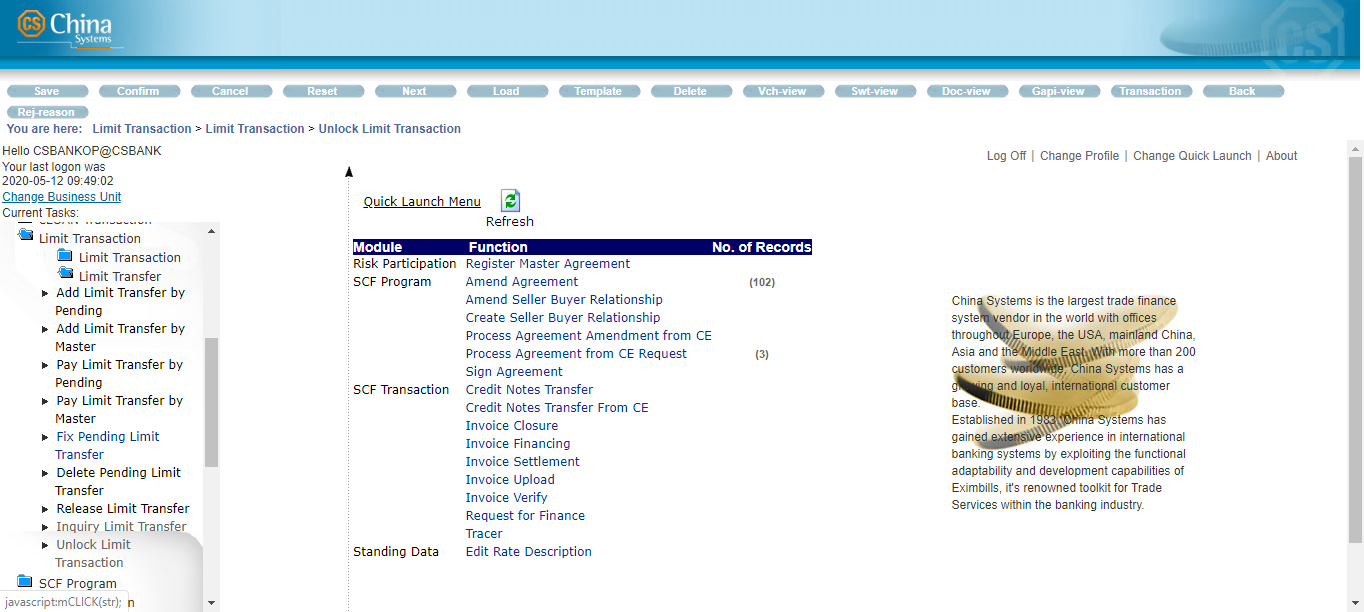 CS China
Systems
Save Confirm Cancel Reset Next Load Template Delete Vch-view Swt-view Doc-view Gapi-view Transaction Back
Rej-reason
You are here: Limit Transaction > Limit Transaction > Unlock Limit Transaction
Hello CSBANKOP@CSBANK
Your last logon was
2020-05-12 09:49:02
Change Business Unit
Current Tasks:
Limit Transaction
Limit Transaction
Limit Transfer
Add Limit Transfer by
Pending
Add Limit Transfer by
Master
Pay Limit Transfer by
Pending
Pay Limit Transfer by
Master
Fix Pending Limit
Transfer
Delete Pending Limit
Transfer
Release Limit Transfer
Inquiry Limit Transfer
Unlock Limit
Transaction
SCF Program
javascript:mCLICK(str);
Log Off | Change Profile | Change Quick Launch | About
Quick Launch Menu
Refresh
Module Function No. of Records
Risk Participation Register Master Agreement
SCF Program Amend Agreement (102)
Amend Seller Buyer Relationship
Create Seller Buyer Relationship
Process Agreement Amendment from CE
Process Agreement from CE Request (3)
Sign Agreement
SCF Transaction Credit Notes Transfer
Credit Notes Transfer From CE
Invoice Closure
Invoice Financing
Invoice Settlement
Invoice Upload
Invoice Verify
Request for Finance
Tracer
Standing Data Edit Rate Description
China Systems is the largest trade finance
system vendor in the world with offices
throughout Europe, the USA, mainland China,
Asia and the Middle East. With more than 200
customers worldwide, China Systems has a
growing and loyal, international customer
base.
Established in 1983, China Systems has
gained extensive experience in international
banking systems by exploiting the functional
adaptability and development capabilities of
Eximbills, it's renowned toolkit for Trade
Services within the banking industry.